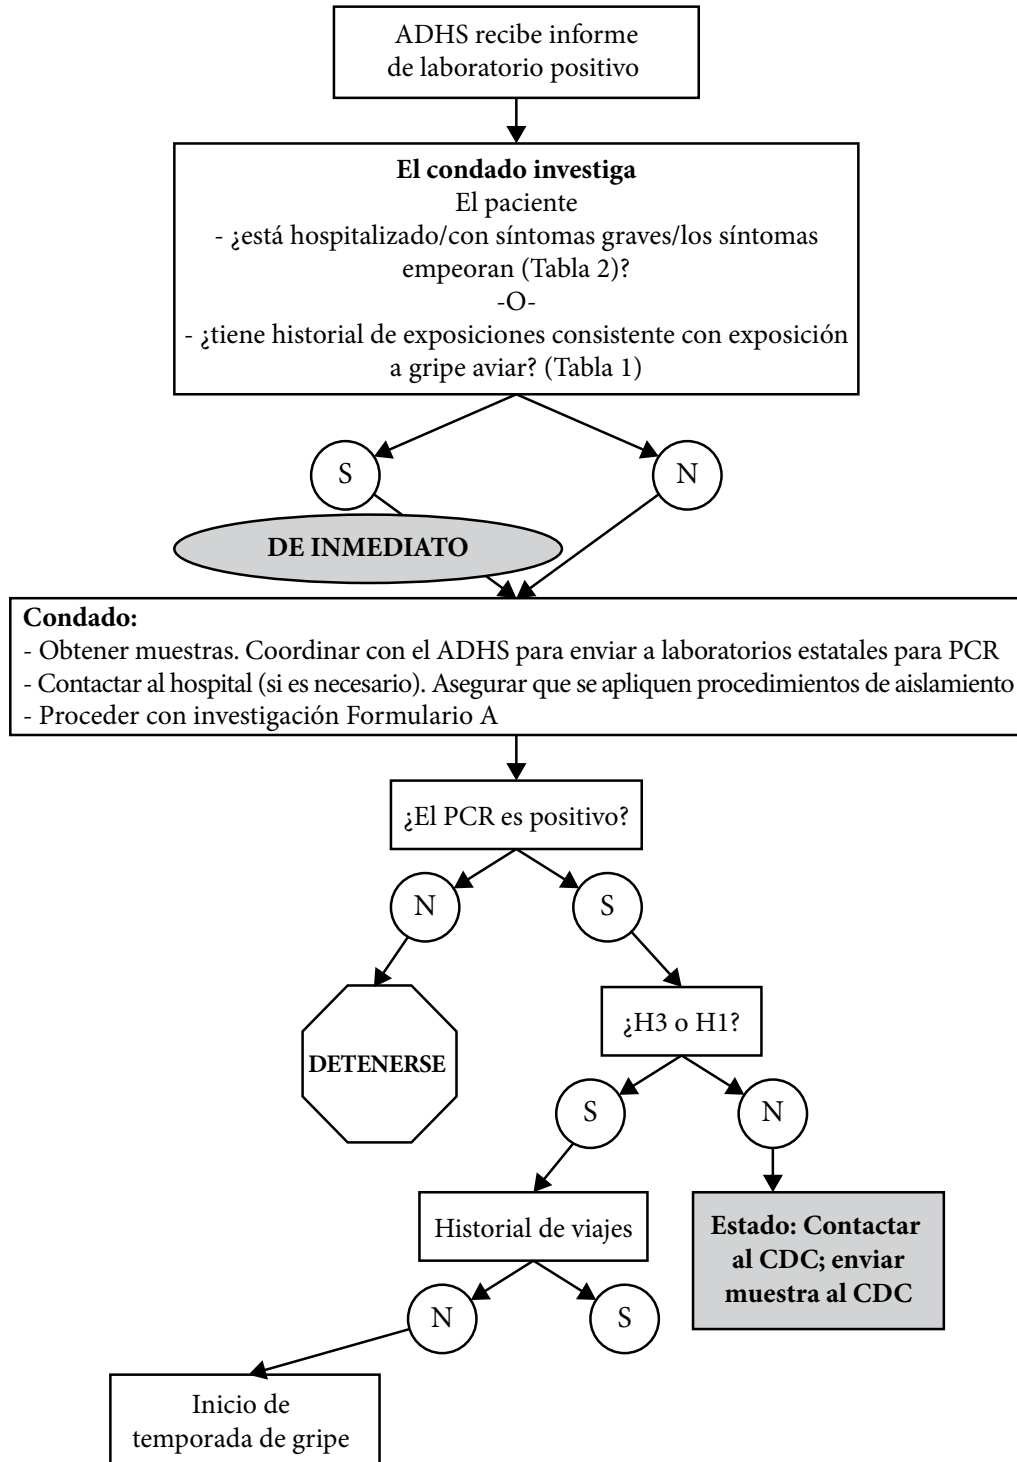 ADHS recibe informe
de laboratorio positivo
El condado investiga
El paciente
- ¿está hospitalizado/con síntomas graves/los síntomas
empeoran (Tabla 2)?
-O-
- ¿tiene historial de exposiciones consistente con exposición
a gripe aviar? (Tabla 1)
S
N
DE INMEDIATO
Condado:
- Obtener muestras. Coordinar con el ADHS para enviar a laboratorios estatales para PCR
- Contactar al hospital (si es necesario). Asegurar que se apliquen procedimientos de aislamiento
- Proceder con investigación Formulario A
¿El PCR es positivo?
N
S
DETENERSE
¿H3 o H1?
S
N
Historial de viajes
Estado: Contactar
al CDC; enviar
muestra al CDC
N
S
Inicio de
temporada de gripe